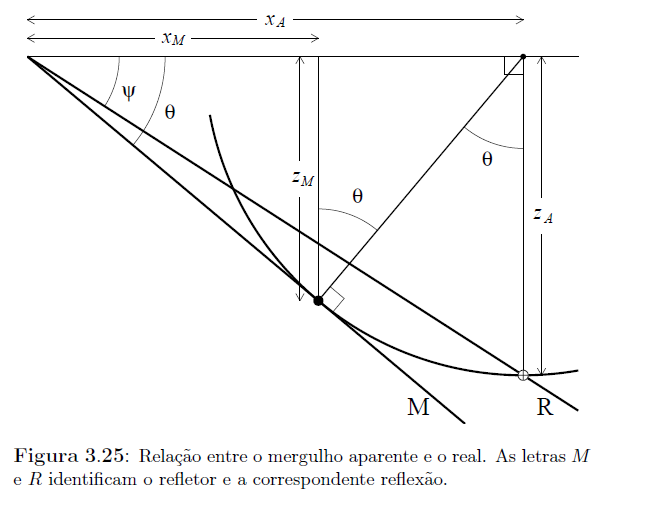 x_A
x_M
ψ
θ
θ
z_M
θ
z_A
M
R
Figura 3.25: Relação entre o mergulho aparente e o real. As letras M
e R identificam o refletor e a correspondente reflexão.